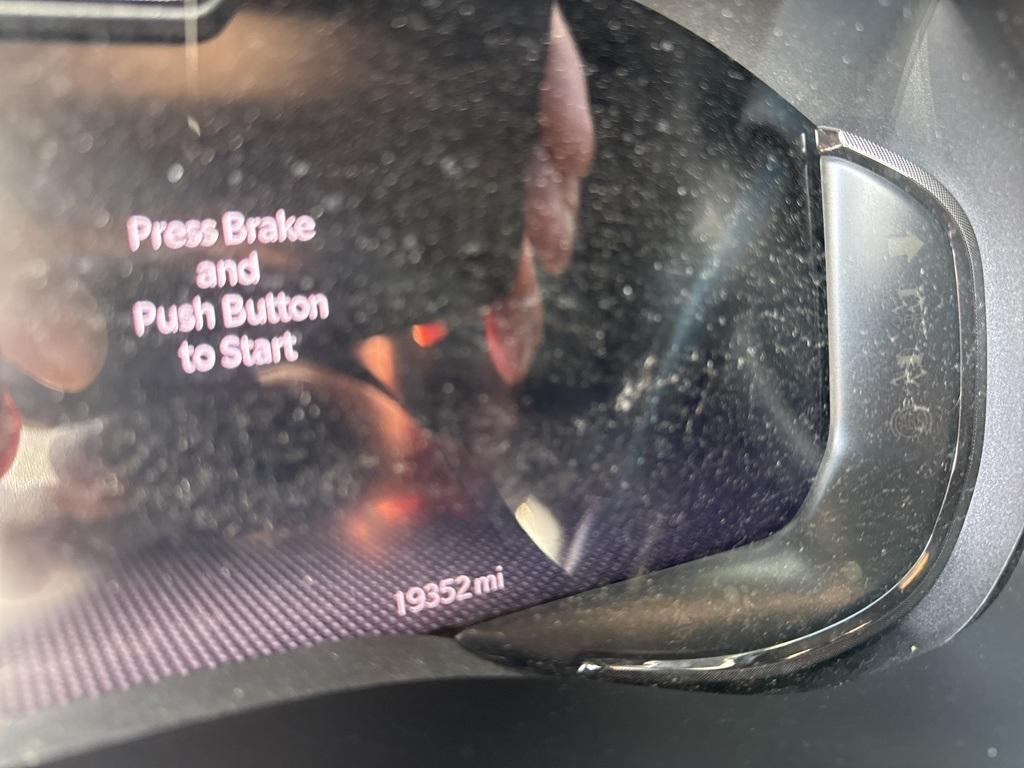 Press Brake
and
Push Button
to Start
19352 mi